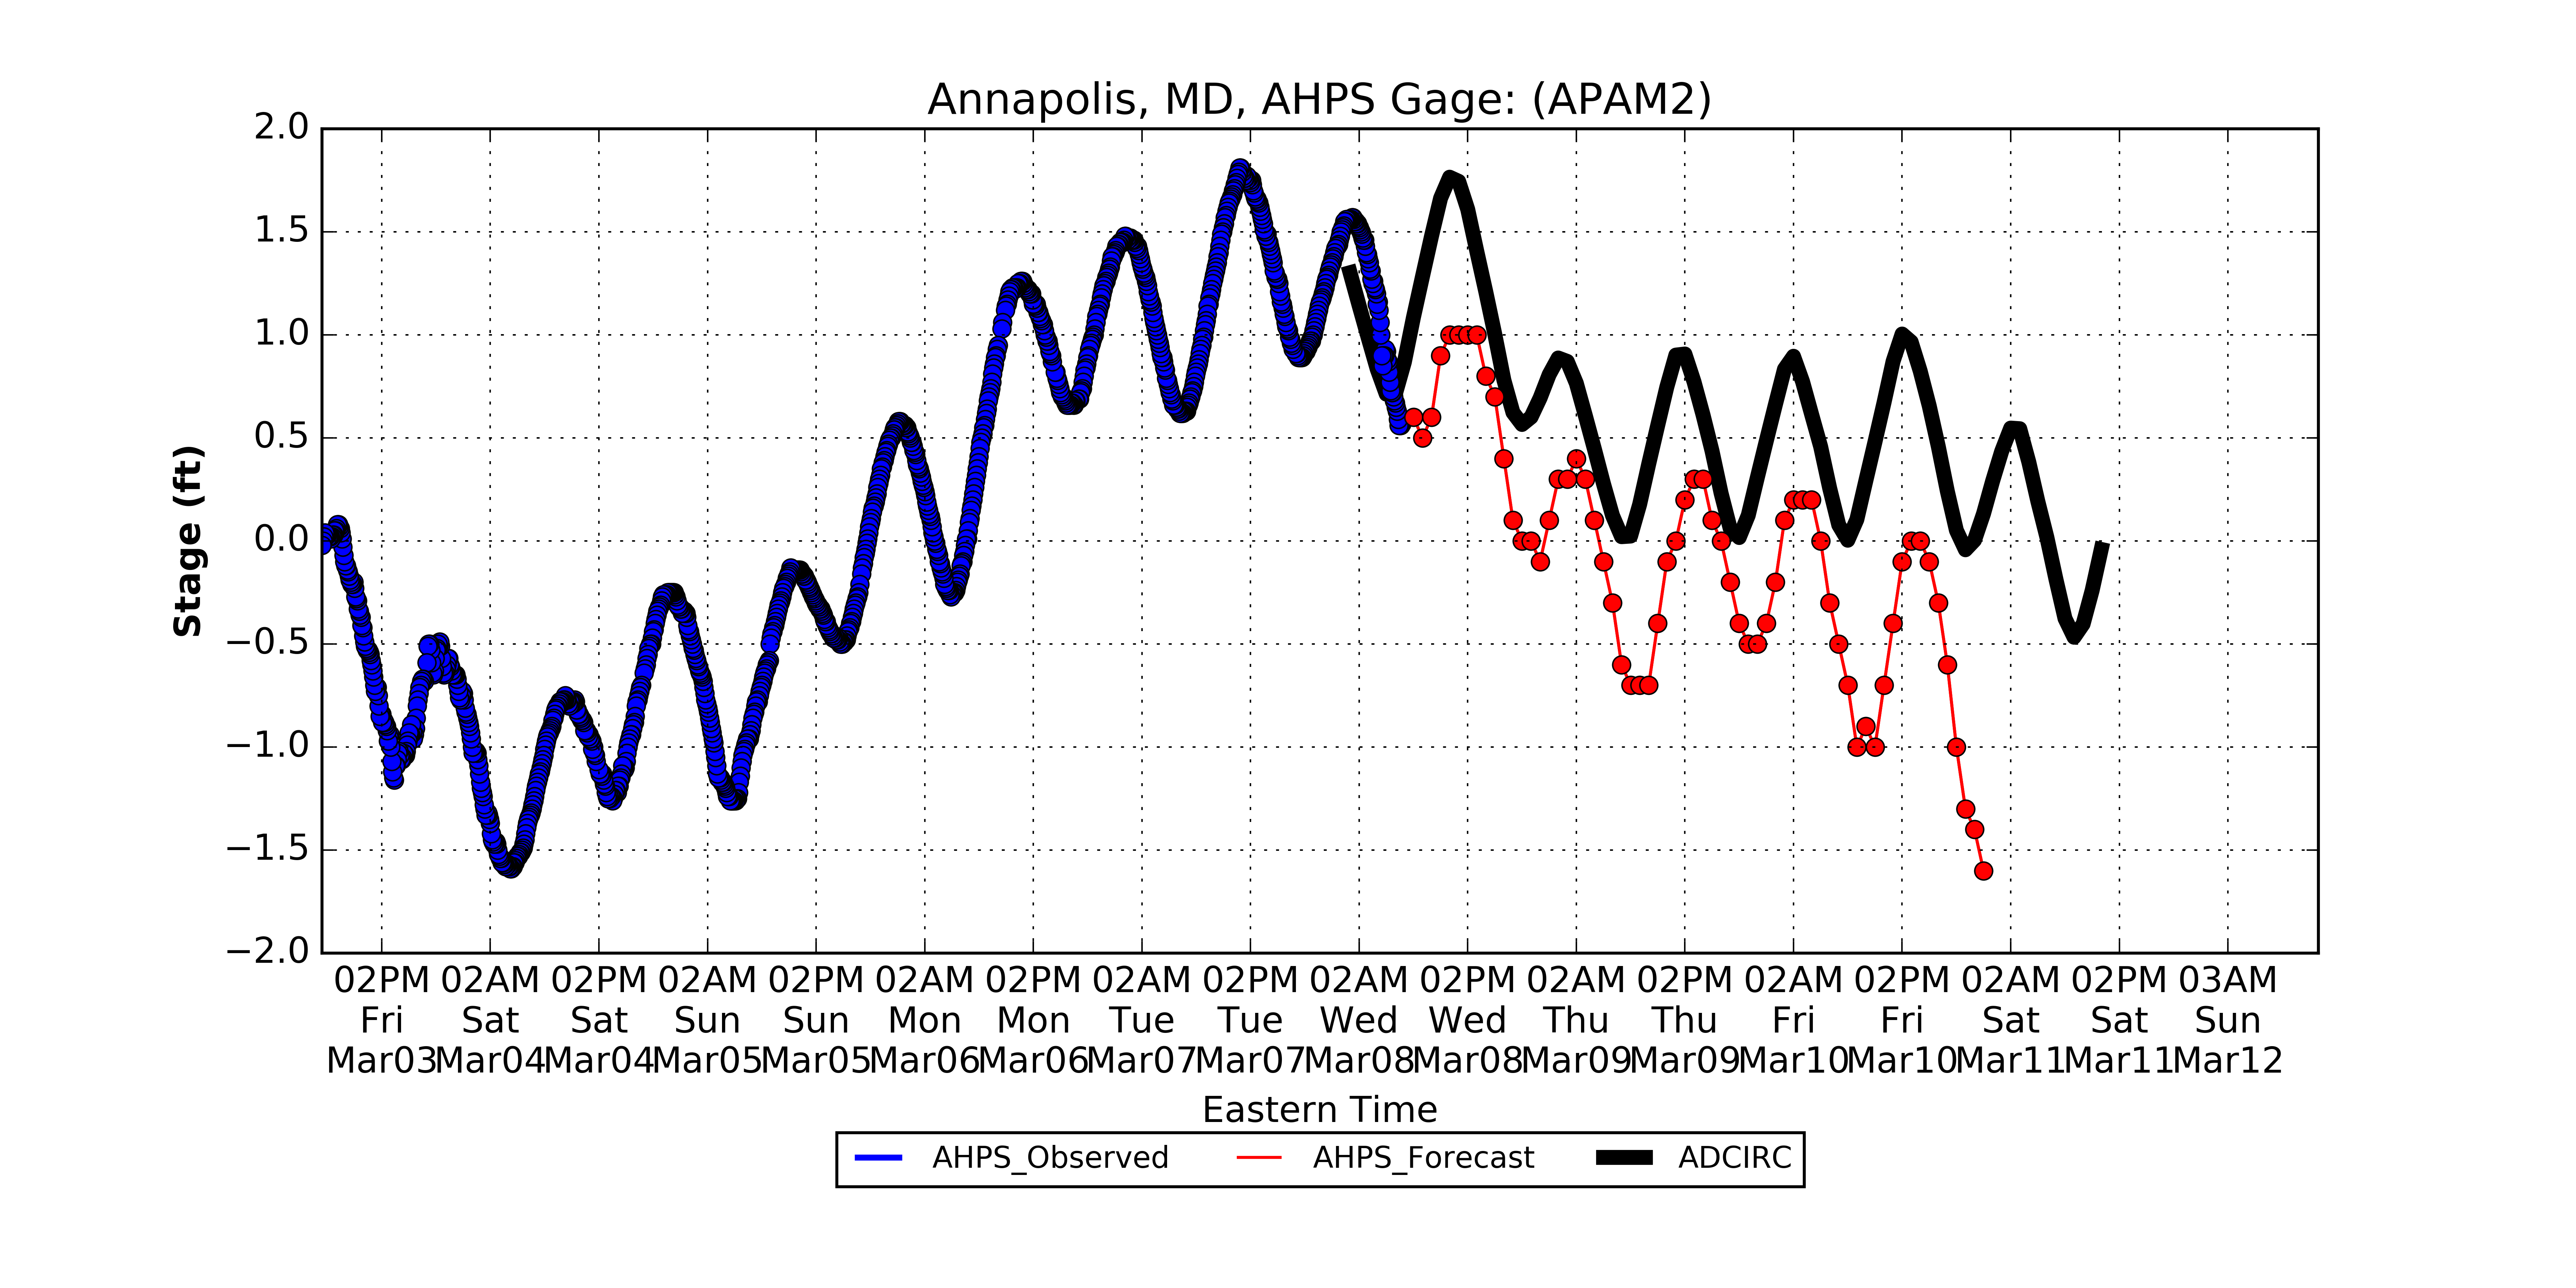 Annapolis, MD, AHPS Gage: (APAM2)
2.0
1.5
1.0
0.5
0.0
−0.5
−1.0
−1.5
−2.0
Stage (ft)
02PM 02AM 02PM 02AM 02PM 02AM 02PM 02AM 02PM 02AM 02PM 02AM 02PM 02AM 02PM 02AM 02PM 03AM
Fri Sat Sat Sun Sun Mon Mon Tue Tue Wed Wed Thu Thu Fri Fri Sat Sat Sun
Mar03 Mar04 Mar04 Mar05 Mar05 Mar06 Mar06 Mar07 Mar07 Mar08 Mar08 Mar09 Mar09 Mar10 Mar10 Mar11 Mar11 Mar12
Eastern Time
AHPS_Observed AHPS_Forecast ADCIRC